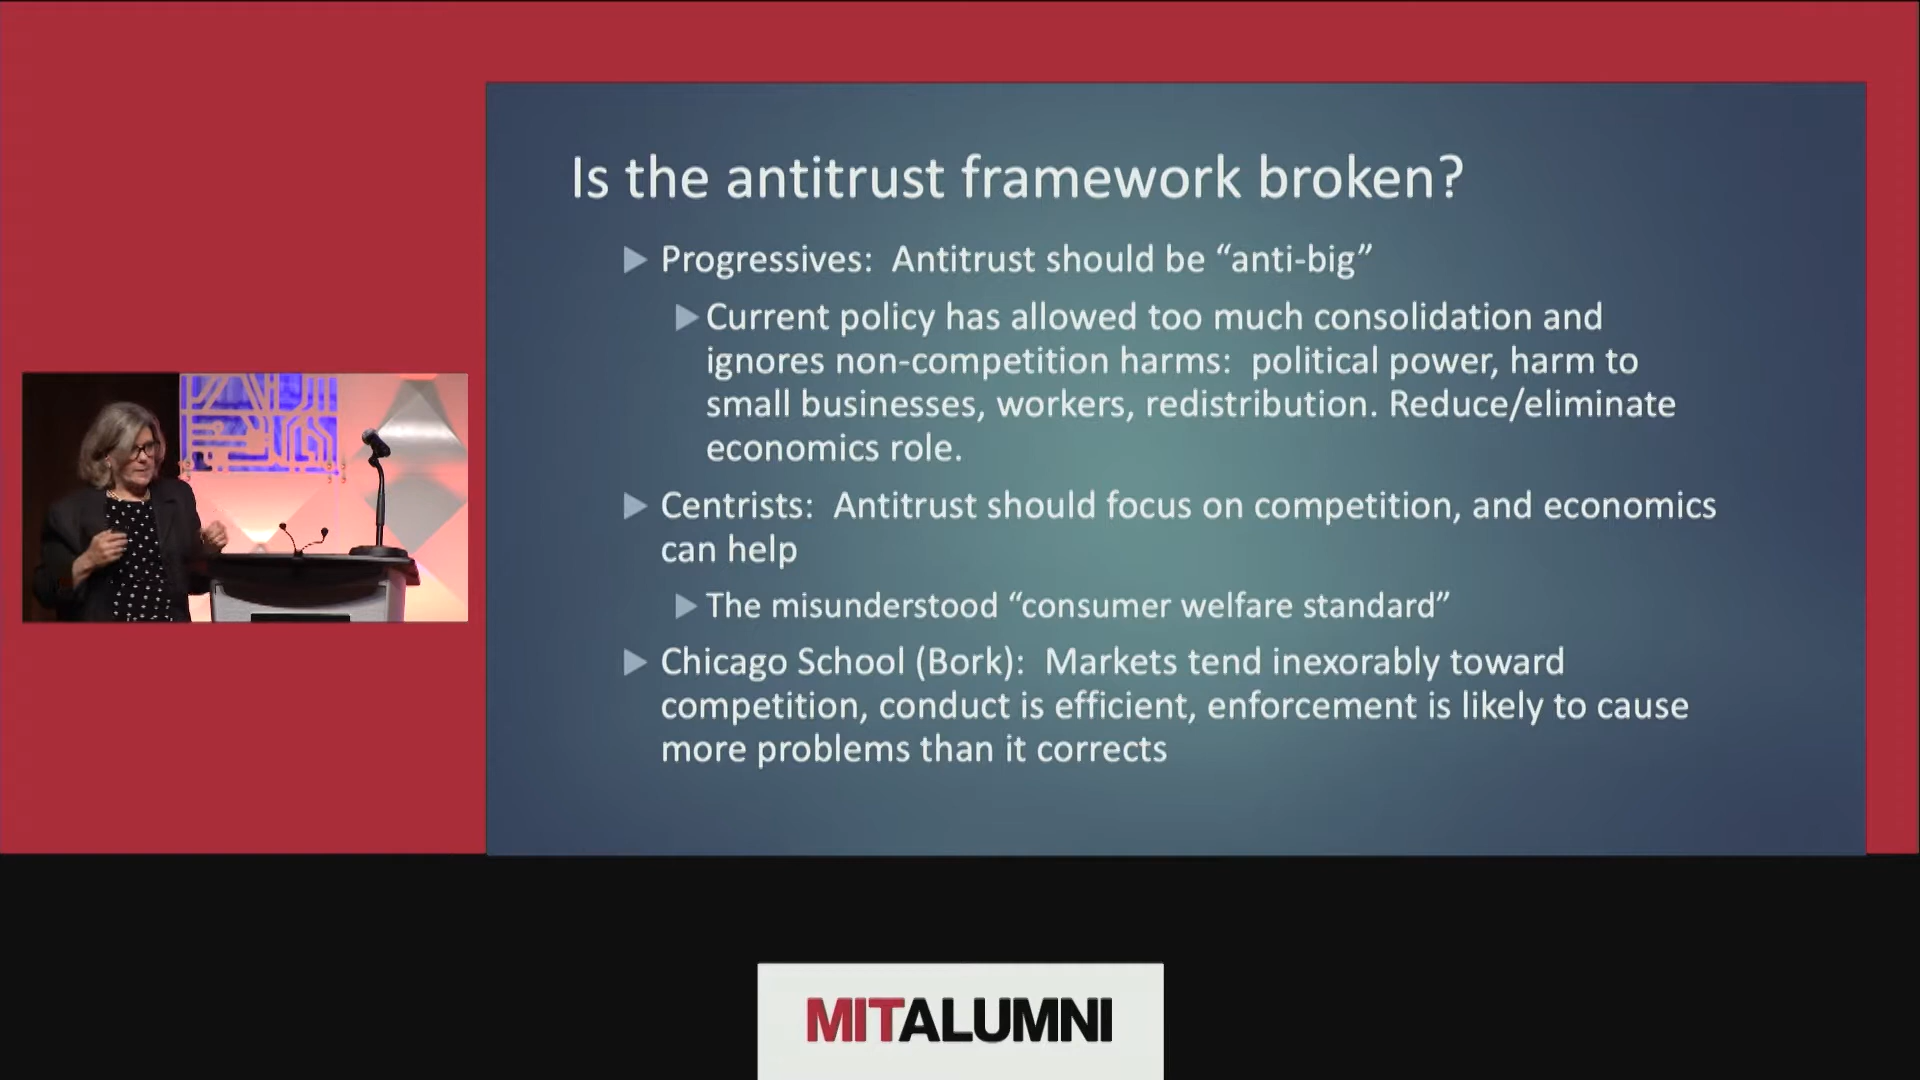 Is the antitrust framework broken?
Progressives: Antitrust should be “anti-big”
Current policy has allowed too much consolidation and
ignores non-competition harms: political power, harm to
small businesses, workers, redistribution. Reduce/eliminate
economics role.
Centrists: Antitrust should focus on competition, and economics
can help
The misunderstood “consumer welfare standard”
Chicago School (Bork): Markets tend inexorably toward
competition, conduct is efficient, enforcement is likely to cause
more problems than it corrects
MITALUMNI